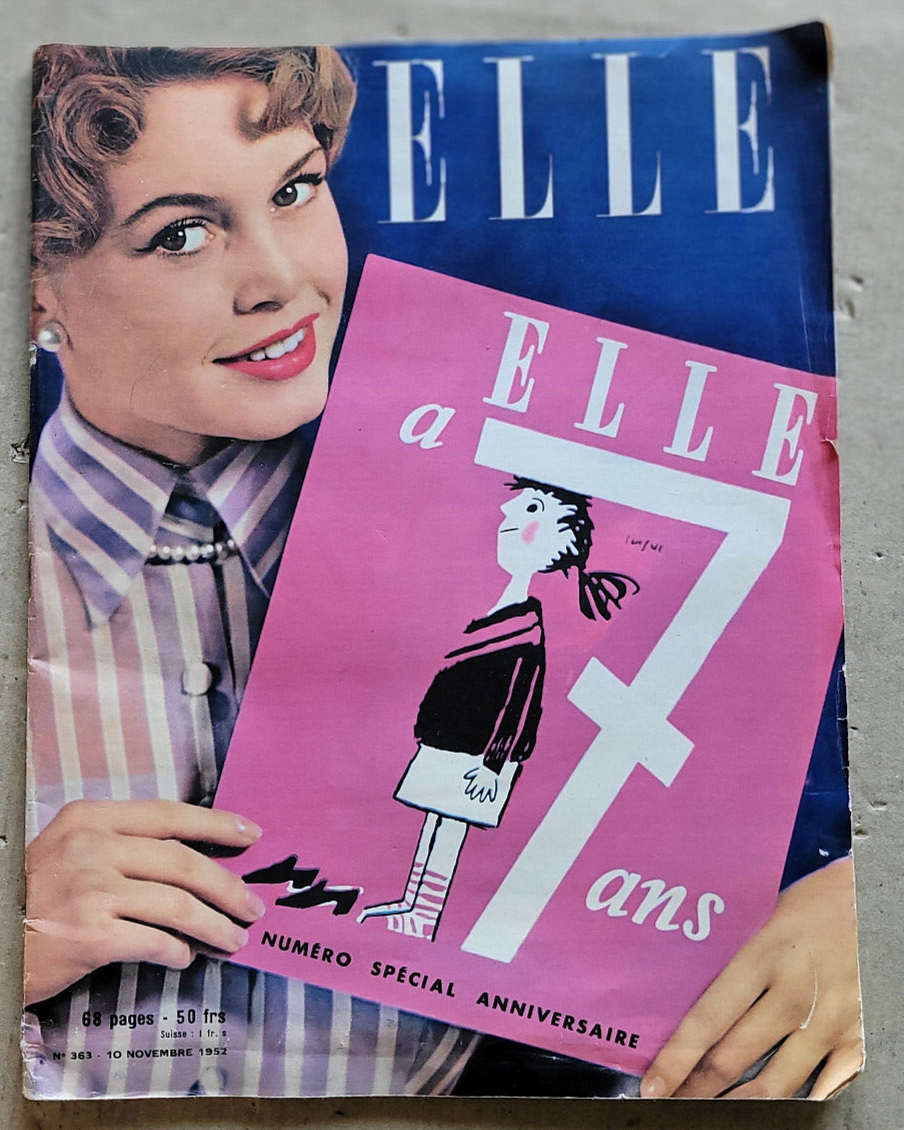 ELLE
ELLE
a 7
ans
NUMÉRO SPÉCIAL ANNIVERSAIRE
68 pages - 50 frs
Suisse : 1 fr. s
N° 363 - 10 NOVEMBRE 1952